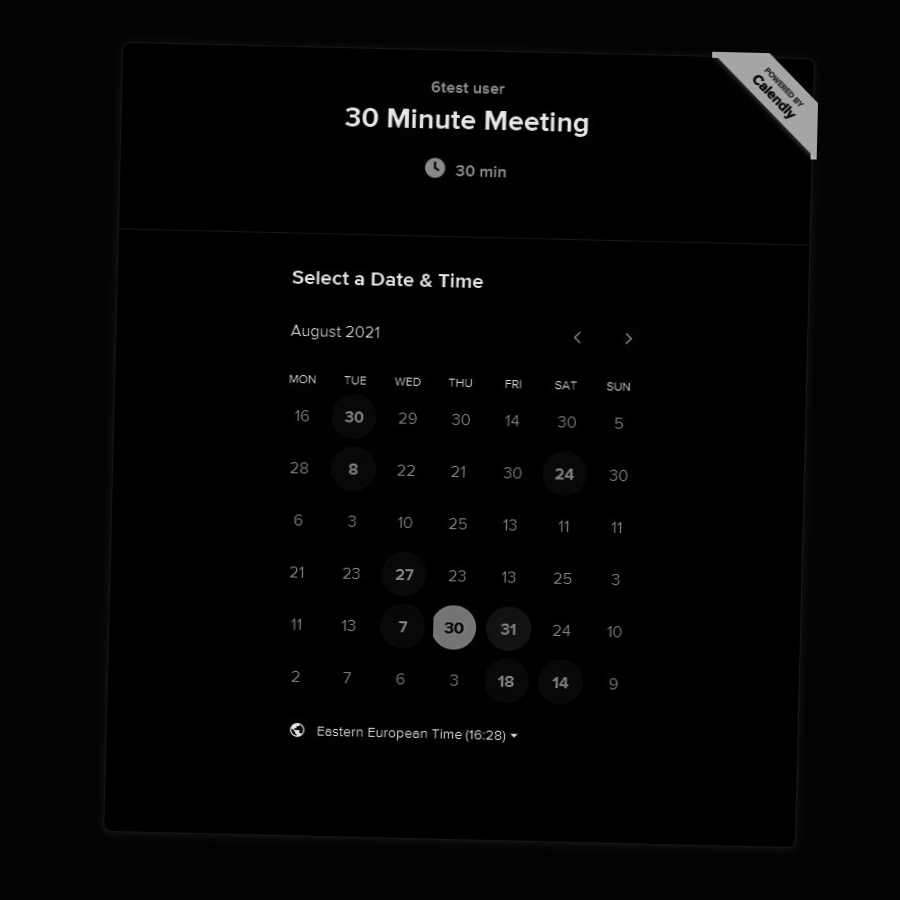 POWERED BY
Calendly
6test user
30 Minute Meeting
30 min
Select a Date & Time
August 2021
MON TUE WED THU FRI SAT SUN
16 30 29 30 14 30 5
28 8 22 21 30 24 30
6 3 10 25 13 11 11
21 23 27 23 13 25 3
11 13 7 30 31 24 10
2 7 6 3 18 14 9
Eastern European Time (16:28)